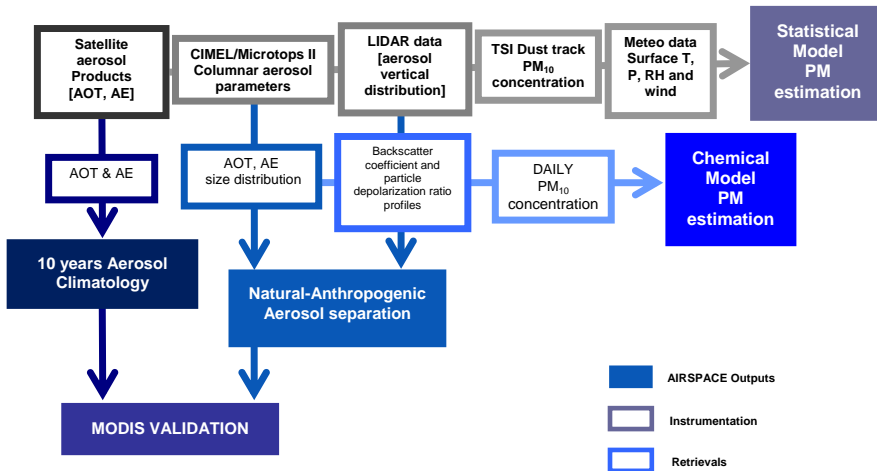 Satellite
aerosol
Products
[AOT, AE]
CIMEL/Microtops II
Columnar aerosol
parameters
LIDAR data
[aerosol
vertical
distribution]
TSI Dust track
PM₁₀
concentration
Meteo data
Surface T,
P, RH and
wind
Statistical
Model
PM
estimation
AOT & AE
AOT, AE
size distribution
Backscatter
coefficient and
particle
depolarization ratio
profiles
DAILY
PM₁₀
concentration
Chemical
Model
PM
estimation
10 years Aerosol
Climatology
Natural-Anthropogenic
Aerosol separation
MODIS VALIDATION
AIRSPACE Outputs
Instrumentation
Retrievals